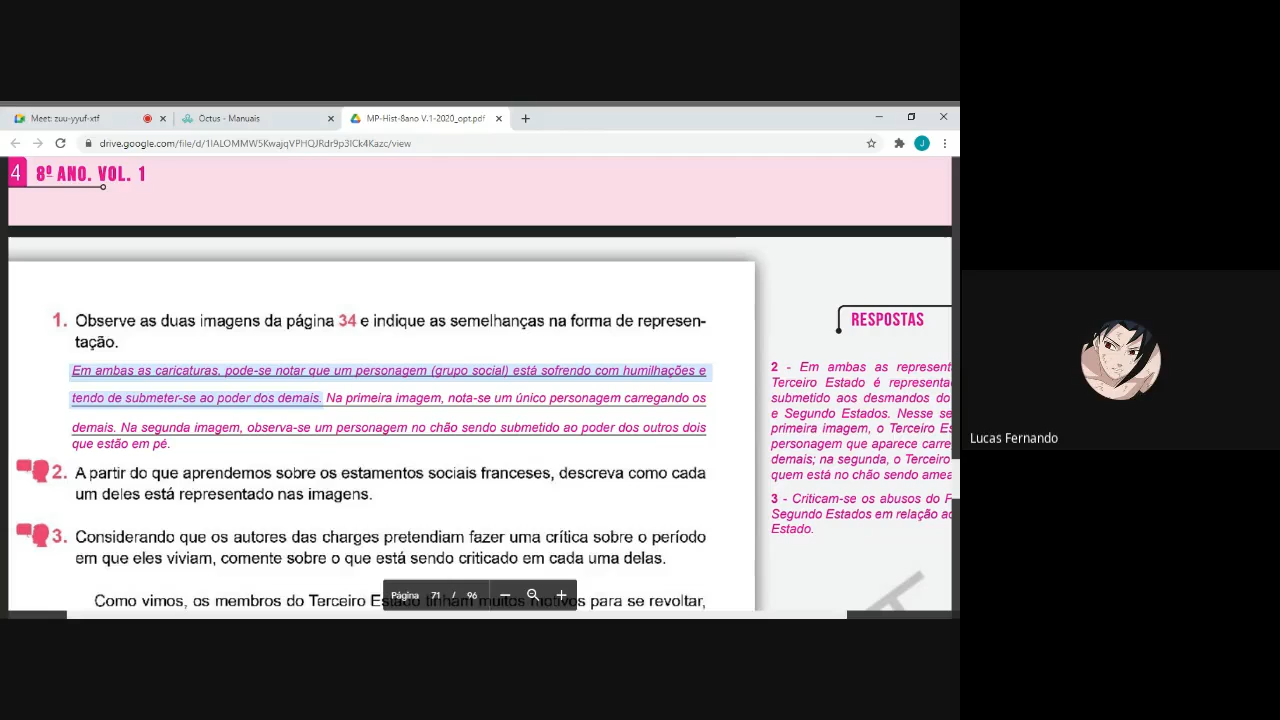 Meet: zuu-yyuf-xtf
Octus - Manuais
MP-Hist-8ano V.1-2020_opt.pdf
drive.google.com/file/d/1IALOMMW5KwajqVPHQJRdr9p3ICk4Kazc/view
J
4 8º ANO. VOL. 1
1. Observe as duas imagens da página 34 e indique as semelhanças na forma de represen-
tação.
Em ambas as caricaturas, pode-se notar que um personagem (grupo social) está sofrendo com humilhações e
tendo de submeter-se ao poder dos demais. Na primeira imagem, nota-se um único personagem carregando os
demais. Na segunda imagem, observa-se um personagem no chão sendo submetido ao poder dos outros dois
que estão em pé.
2. A partir do que aprendemos sobre os estamentos sociais franceses, descreva como cada
um deles está representado nas imagens.
3. Considerando que os autores das charges pretendiam fazer uma crítica sobre o período
em que eles viviam, comente sobre o que está sendo criticado em cada uma delas.
Como vimos, os membros do Terceiro Estado tinham muitos motivos para se revoltar,
Página 71 / 96
RESPOSTAS
2 - Em ambas as represent
Terceiro Estado é representa
submetido aos desmandos do
e Segundo Estados. Nesse se
primeira imagem, o Terceiro Es
personagem que aparece carre
demais; na segunda, o Terceiro
quem está no chão sendo amea
3 - Criticam-se os abusos do P
Segundo Estados em relação ao
Estado.
Lucas Fernando